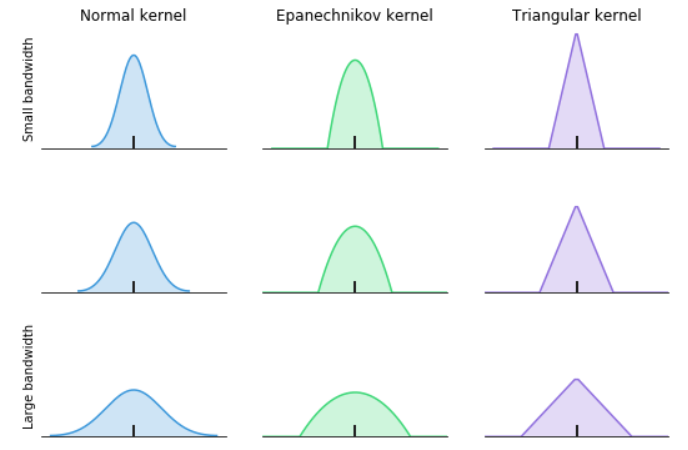 Normal kernel
Epanechnikov kernel
Triangular kernel
Small bandwidth
Large bandwidth